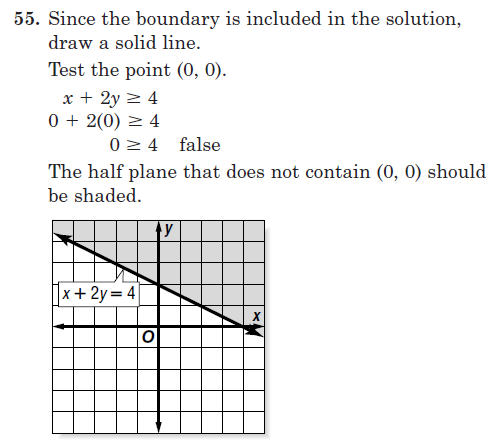 55. Since the boundary is included in the solution,
draw a solid line.
Test the point (0, 0).
x + 2y ≥ 4
0 + 2(0) ≥ 4
0 ≥ 4 false
The half plane that does not contain (0, 0) should
be shaded.
y
x + 2y = 4
x
O